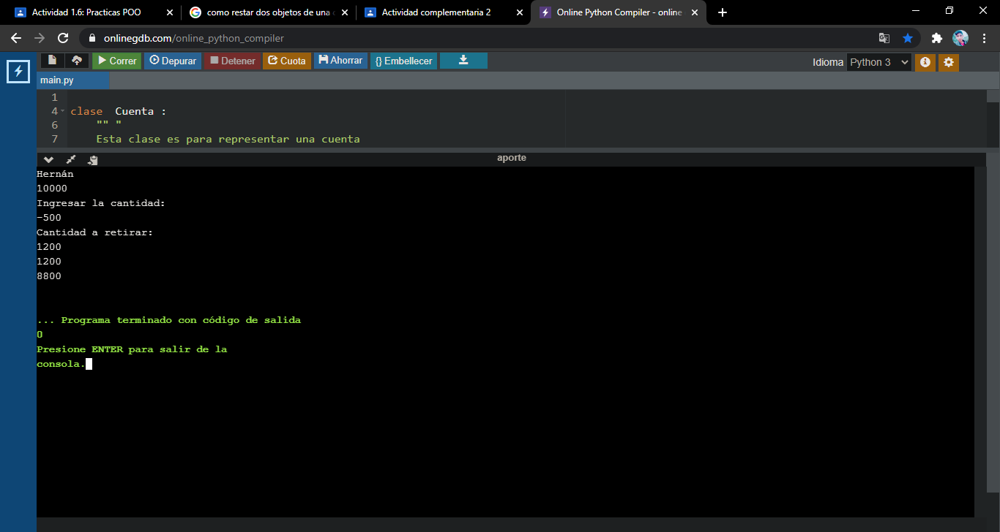 Actividad 1.6: Practicas POO
como restar dos objetos de una
Actividad complementaria 2
Online Python Compiler - online
onlinegdb.com/online_python_compiler
Correr
Depurar
Detener
Cuota
Ahorrar
{} Embellecer
Idioma Python 3
main.py
1
4 clase Cuenta :
6 "" "
7 Esta clase es para representar una cuenta
aporte
Hernán
10000
Ingresar la cantidad:
-500
Cantidad a retirar:
1200
1200
8800
... Programa terminado con código de salida
0
Presione ENTER para salir de la
consola.